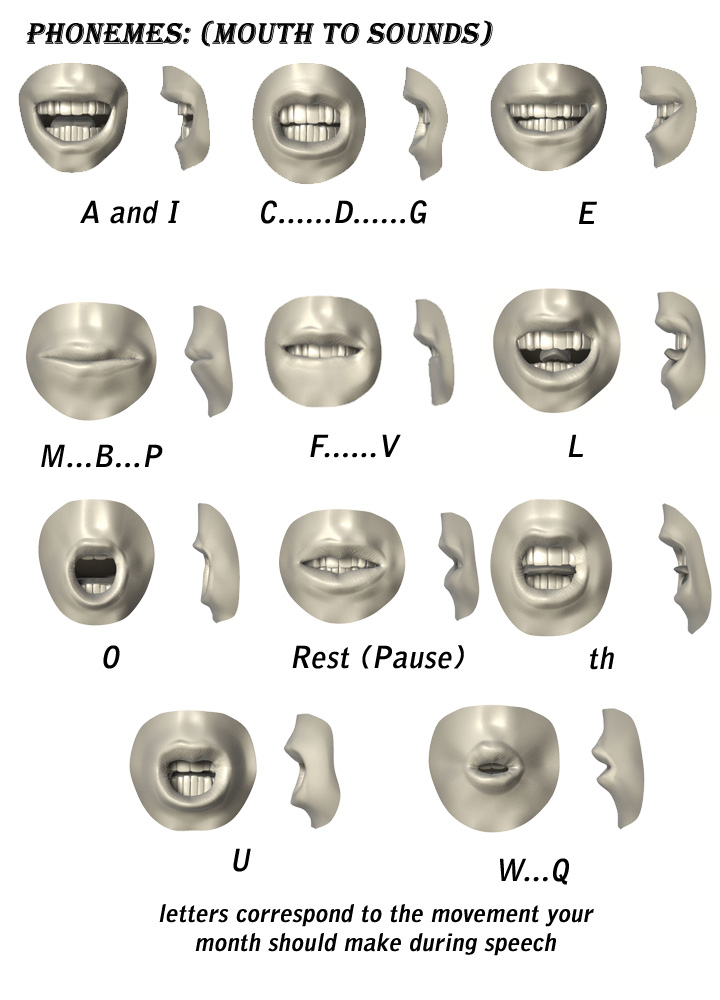 PHONEMES: (MOUTH TO SOUNDS)
A and I
C......D......G
E
M...B...P
F......V
L
O
Rest (Pause)
th
U
W...Q
letters correspond to the movement your
month should make during speech